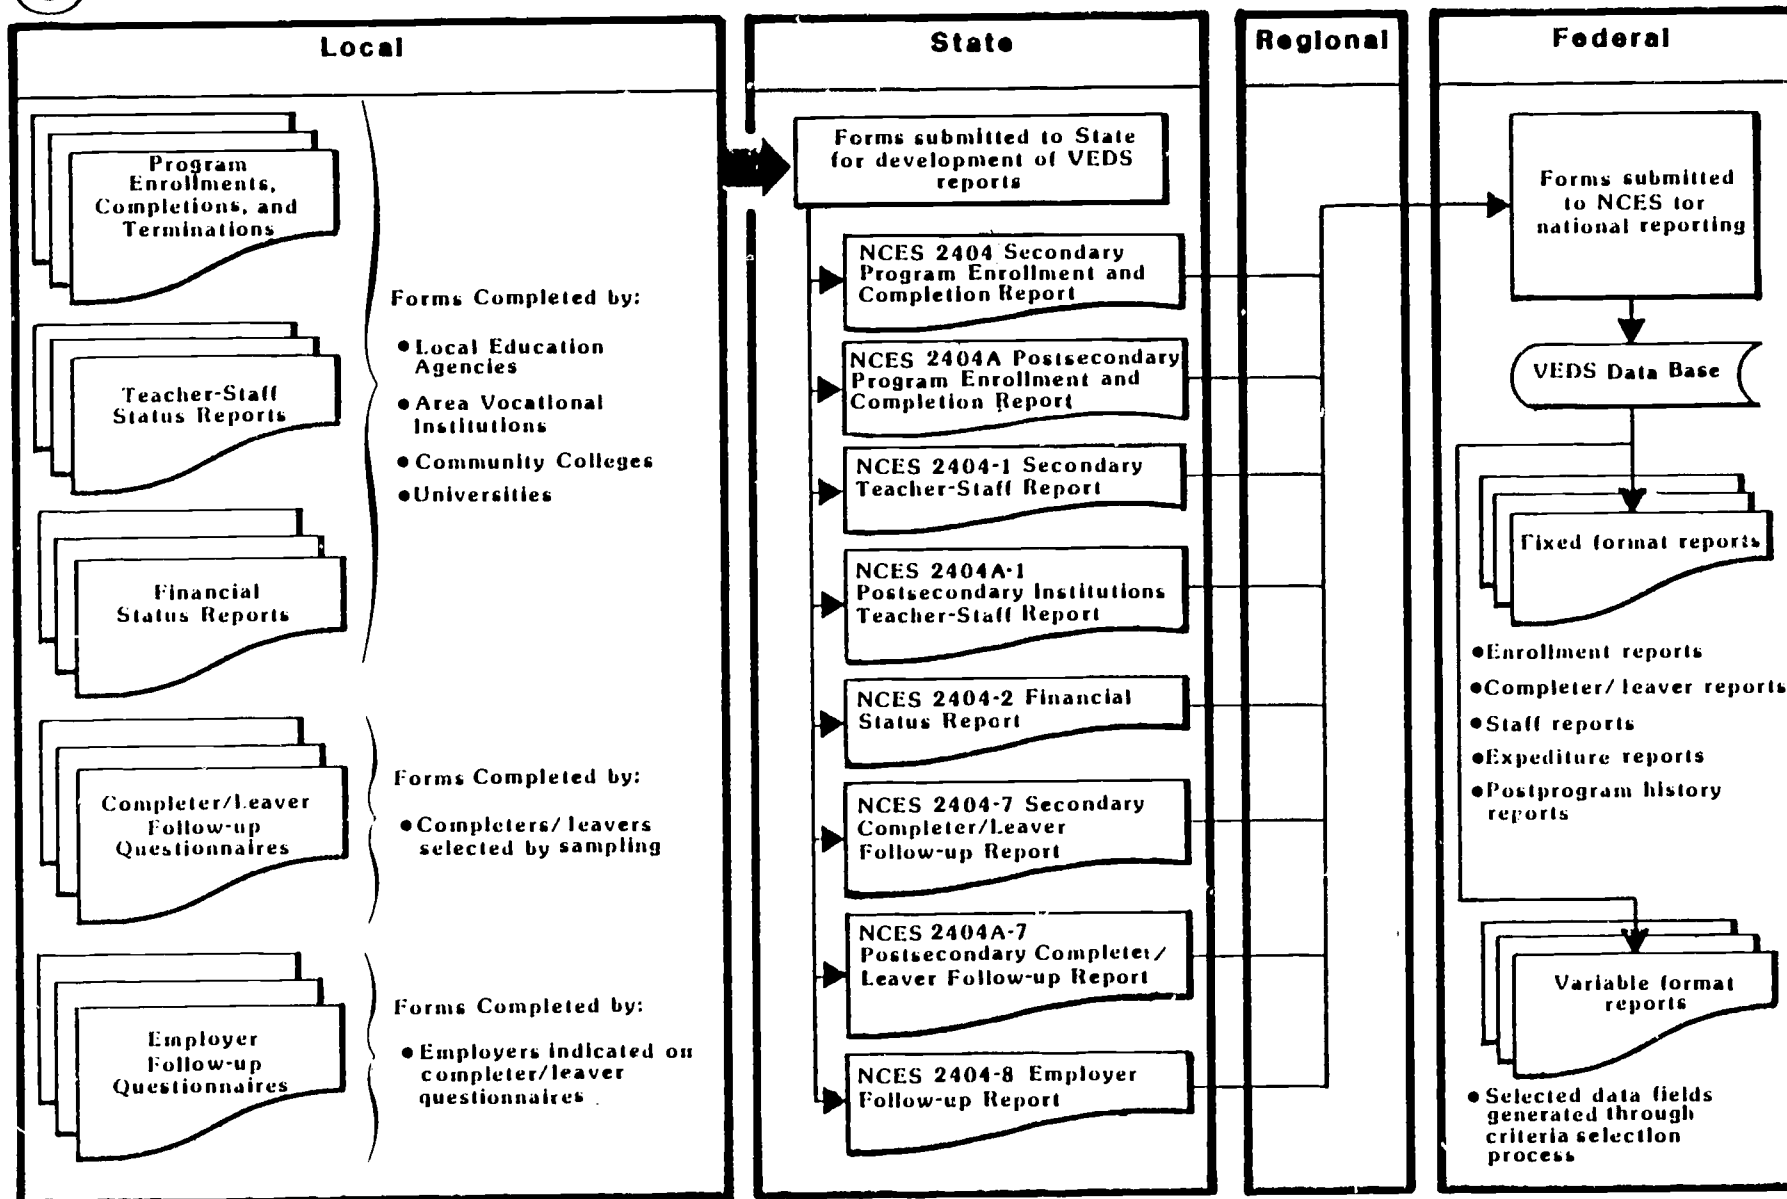 Local
Program
Enrollments,
Completions, and
Terminations
Teacher-Staff
Status Reports
Financial
Status Reports
Forms Completed by:
● Local Education
Agencies
● Area Vocational
Institutions
● Community Colleges
● Universities
Completer/Leaver
Follow-up
Questionnaires
Forms Completed by:
● Completers/ leavers
selected by sampling
Employer
Follow-up
Questionnaires
Forms Completed by:
● Employers indicated on
completer/leaver
questionnaires
State
Forms submitted to State
for development of VEDS
reports
NCES 2404 Secondary
Program Enrollment and
Completion Report
NCES 2404A Postsecondary
Program Enrollment and
Completion Report
NCES 2404-1 Secondary
Teacher-Staff Report
NCES 2404A-1
Postsecondary Institutions
Teacher-Staff Report
NCES 2404-2 Financial
Status Report
NCES 2404-7 Secondary
Completer/Leaver
Follow-up Report
NCES 2404A-7
Postsecondary Completer/
Leaver Follow-up Report
NCES 2404-8 Employer
Follow-up Report
Regional
Federal
Forms submitted
to NCES for
national reporting
VEDS Data Base
Fixed format reports
● Enrollment reports
● Completer/ leaver reports
● Staff reports
● Expediture reports
● Postprogram history
reports
Variable format
reports
● Selected data fields
generated through
criteria selection
process